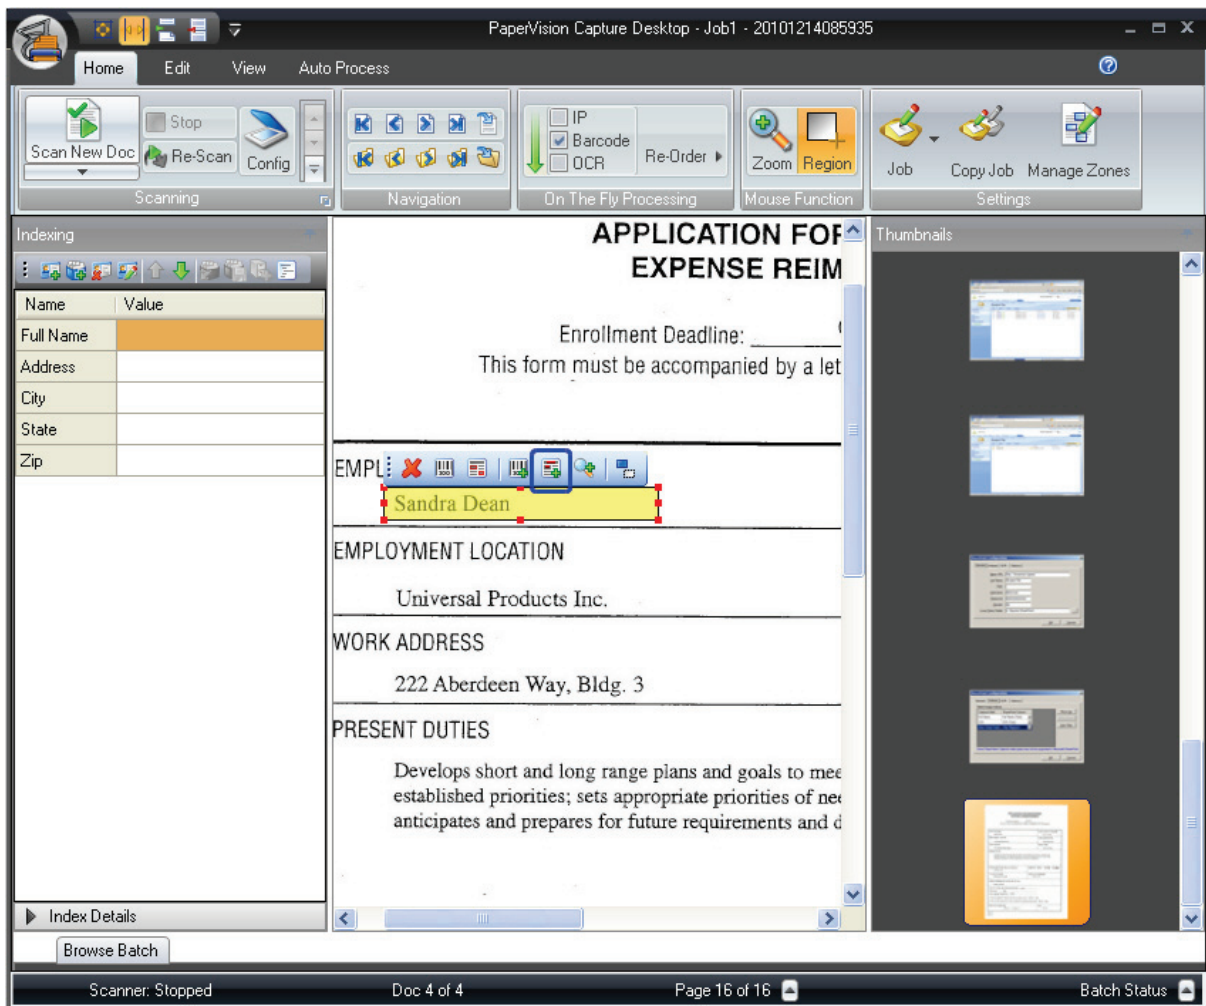 PaperVision Capture Desktop - Job1 - 20101214085935
Home Edit View Auto Process
Scan New Doc
Stop
Re-Scan
Config
Scanning
Navigation
IP
Barcode
OCR
Re-Order
On The Fly Processing
Zoom Region
Mouse Function
Job Copy Job Manage Zones
Settings
Indexing
Name Value
Full Name
Address
City
State
Zip
Index Details
APPLICATION FOR
EXPENSE REIM
Enrollment Deadline:
This form must be accompanied by a let
EMPL
Sandra Dean
EMPLOYMENT LOCATION
Universal Products Inc.
WORK ADDRESS
222 Aberdeen Way, Bldg. 3
PRESENT DUTIES
Develops short and long range plans and goals to mee
established priorities; sets appropriate priorities of nee
anticipates and prepares for future requirements and d
Thumbnails
Browse Batch
Scanner: Stopped Doc 4 of 4 Page 16 of 16 Batch Status